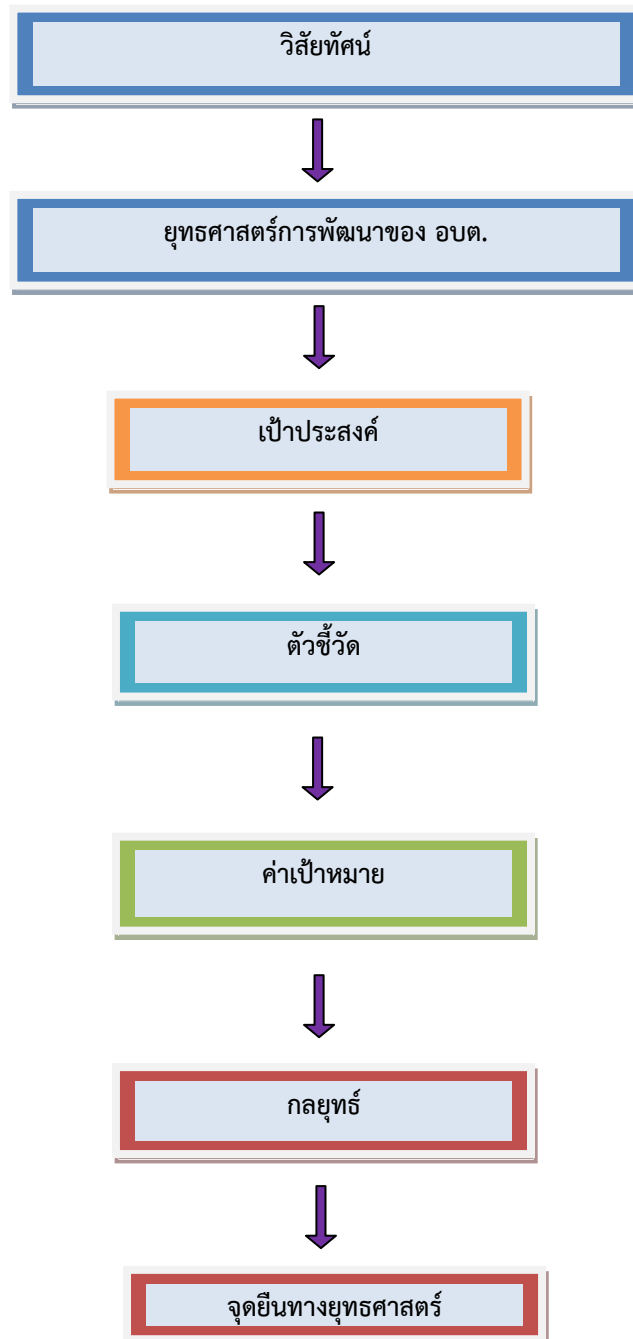 วิสัยทัศน์
ยุทธศาสตร์การพัฒนาของ อบต.
เป้าประสงค์
ตัวชี้วัด
ค่าเป้าหมาย
กลยุทธ์
จุดยืนทางยุทธศาสตร์